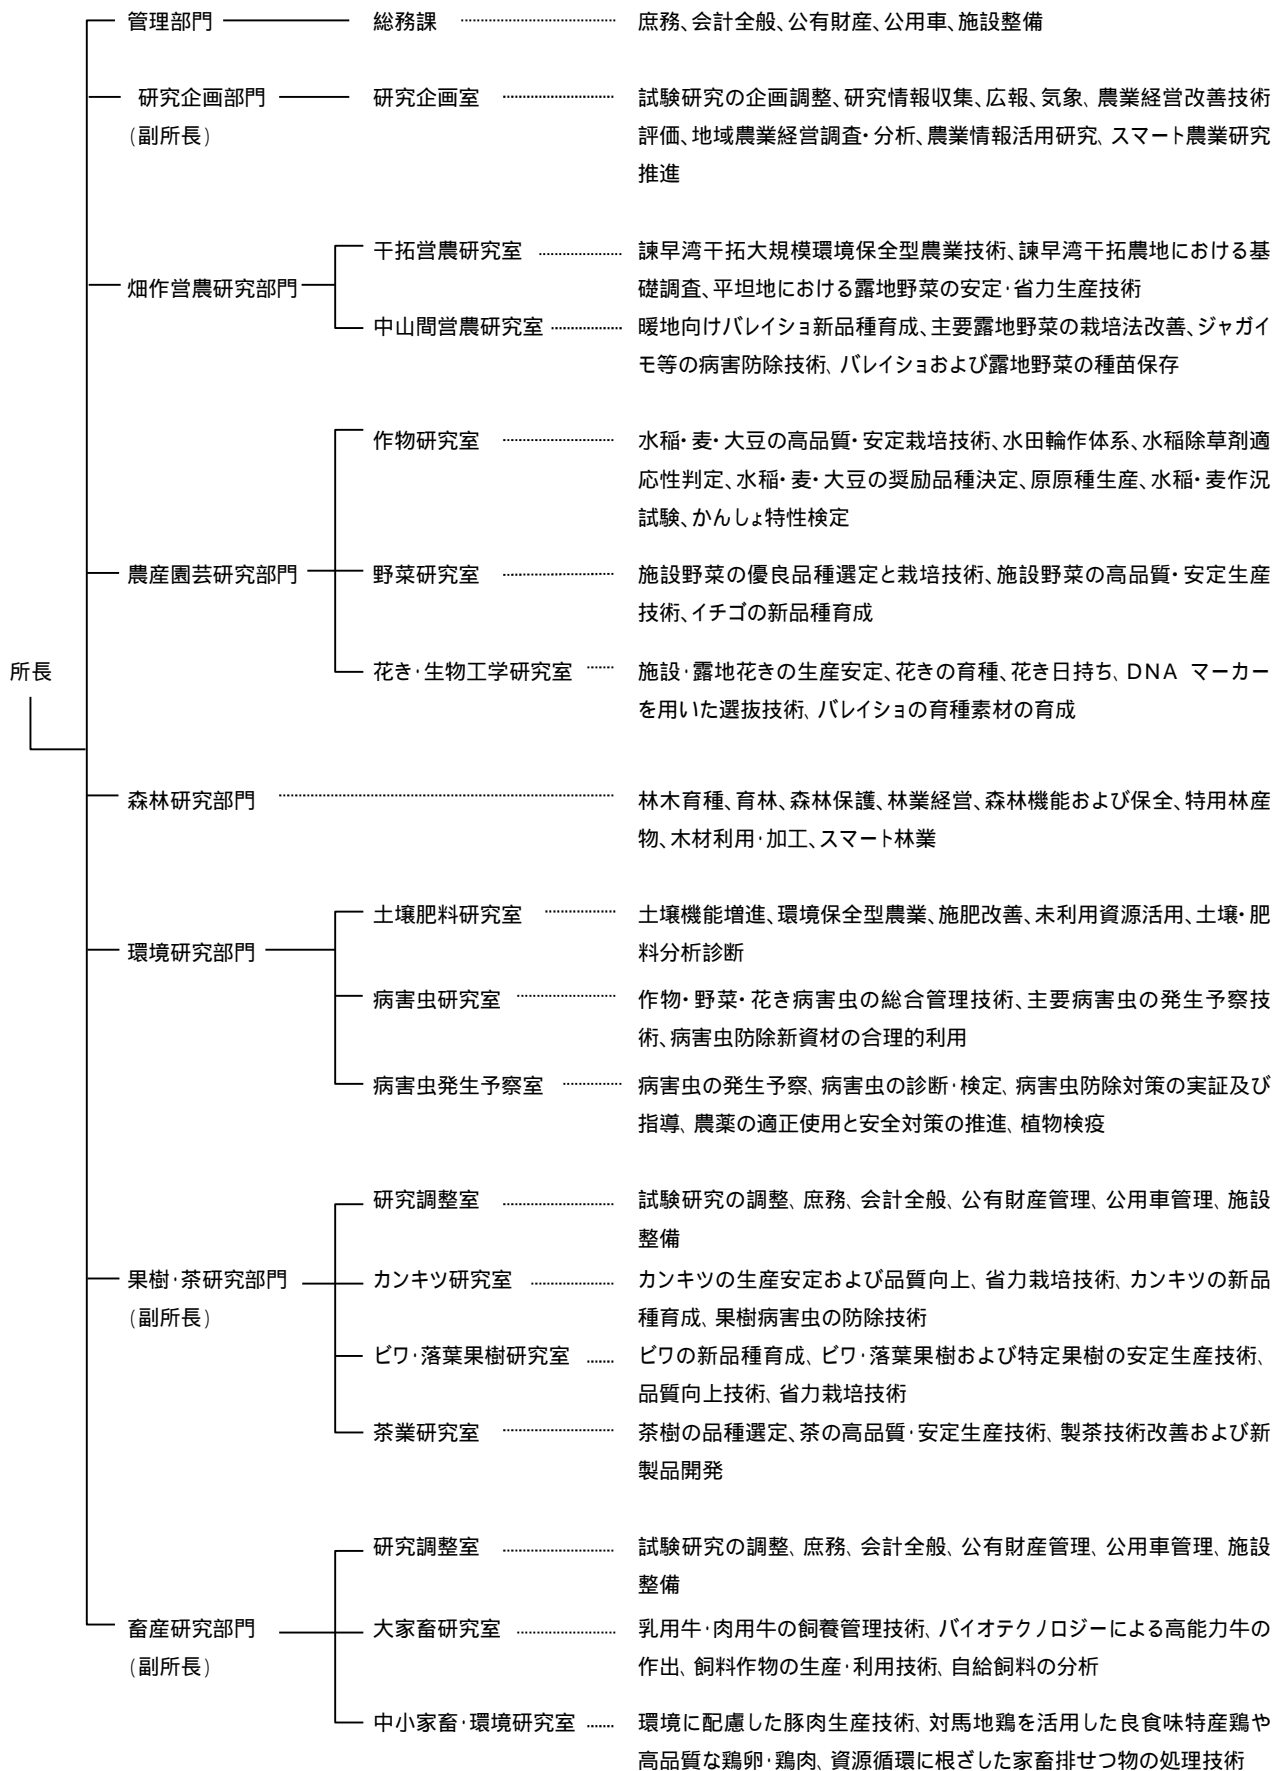 管理部門 総務課 庶務、会計全般、公有財産、公用車、施設整備
研究企画部門 研究企画室 試験研究の企画調整、研究情報収集、広報、気象、農業経営改善技術
(副所長) 評価、地域農業経営調査・分析、農業情報活用研究、スマート農業研究
推進
干拓営農研究室 諫早湾干拓大規模環境保全型農業技術、諫早湾干拓農地における基
畑作営農研究部門 礎調査、平坦地における露地野菜の安定・省力生産技術
中山間営農研究室 暖地向けバレイショ新品種育成、主要露地野菜の栽培法改善、ジャガイ
モ等の病害防除技術、バレイショおよび露地野菜の種苗保存
作物研究室 水稲・麦・大豆の高品質・安定栽培技術、水田輪作体系、水稲除草剤適
応性判定、水稲・麦・大豆の奨励品種決定、原原種生産、水稲・麦作況
試験、かんしょ特性検定
農産園芸研究部門 野菜研究室 施設野菜の優良品種選定と栽培技術、施設野菜の高品質・安定生産
技術、イチゴの新品種育成
所長 花き・生物工学研究室 施設・露地花きの生産安定、花きの育種、花き日持ち、DNA マーカー
を用いた選抜技術、バレイショの育種素材の育成
森林研究部門 林木育種、育林、森林保護、林業経営、森林機能および保全、特用林産
物、木材利用・加工、スマート林業
土壌肥料研究室 土壌機能増進、環境保全型農業、施肥改善、未利用資源活用、土壌・肥
環境研究部門 料分析診断
病害虫研究室 作物・野菜・花き病害虫の総合管理技術、主要病害虫の発生予察技
術、病害虫防除新資材の合理的利用
病害虫発生予察室 病害虫の発生予察、病害虫の診断・検定、病害虫防除対策の実証及び
指導、農薬の適正使用と安全対策の推進、植物検疫
研究調整室 試験研究の調整、庶務、会計全般、公有財産管理、公用車管理、施設
整備
果樹・茶研究部門 カンキツ研究室 カンキツの生産安定および品質向上、省力栽培技術、カンキツの新品
(副所長) 種育成、果樹病害虫の防除技術
ビワ・落葉果樹研究室 ビワの新品種育成、ビワ・落葉果樹および特定果樹の安定生産技術、
品質向上技術、省力栽培技術
茶業研究室 茶樹の品種選定、茶の高品質・安定生産技術、製茶技術改善および新
製品開発
研究調整室 試験研究の調整、庶務、会計全般、公有財産管理、公用車管理、施設
整備
畜産研究部門 大家畜研究室 乳用牛・肉用牛の飼養管理技術、バイオテクノロジーによる高能力牛の
(副所長) 作出、飼料作物の生産・利用技術、自給飼料の分析
中小家畜・環境研究室 環境に配慮した豚肉生産技術、対馬地鶏を活用した良食味特産鶏や
高品質な鶏卵・鶏肉、資源循環に根ざした家畜排せつ物の処理技術